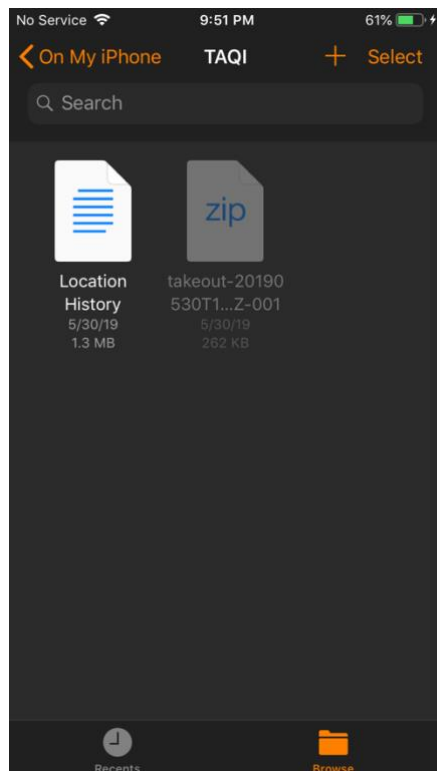 No Service 9:51 PM 61%
On My iPhone TAQI + Select
Search
zip
Location takeout-20190
History 530T1...Z-001
5/30/19 5/30/19
1.3 MB 262 KB
Recents Browse